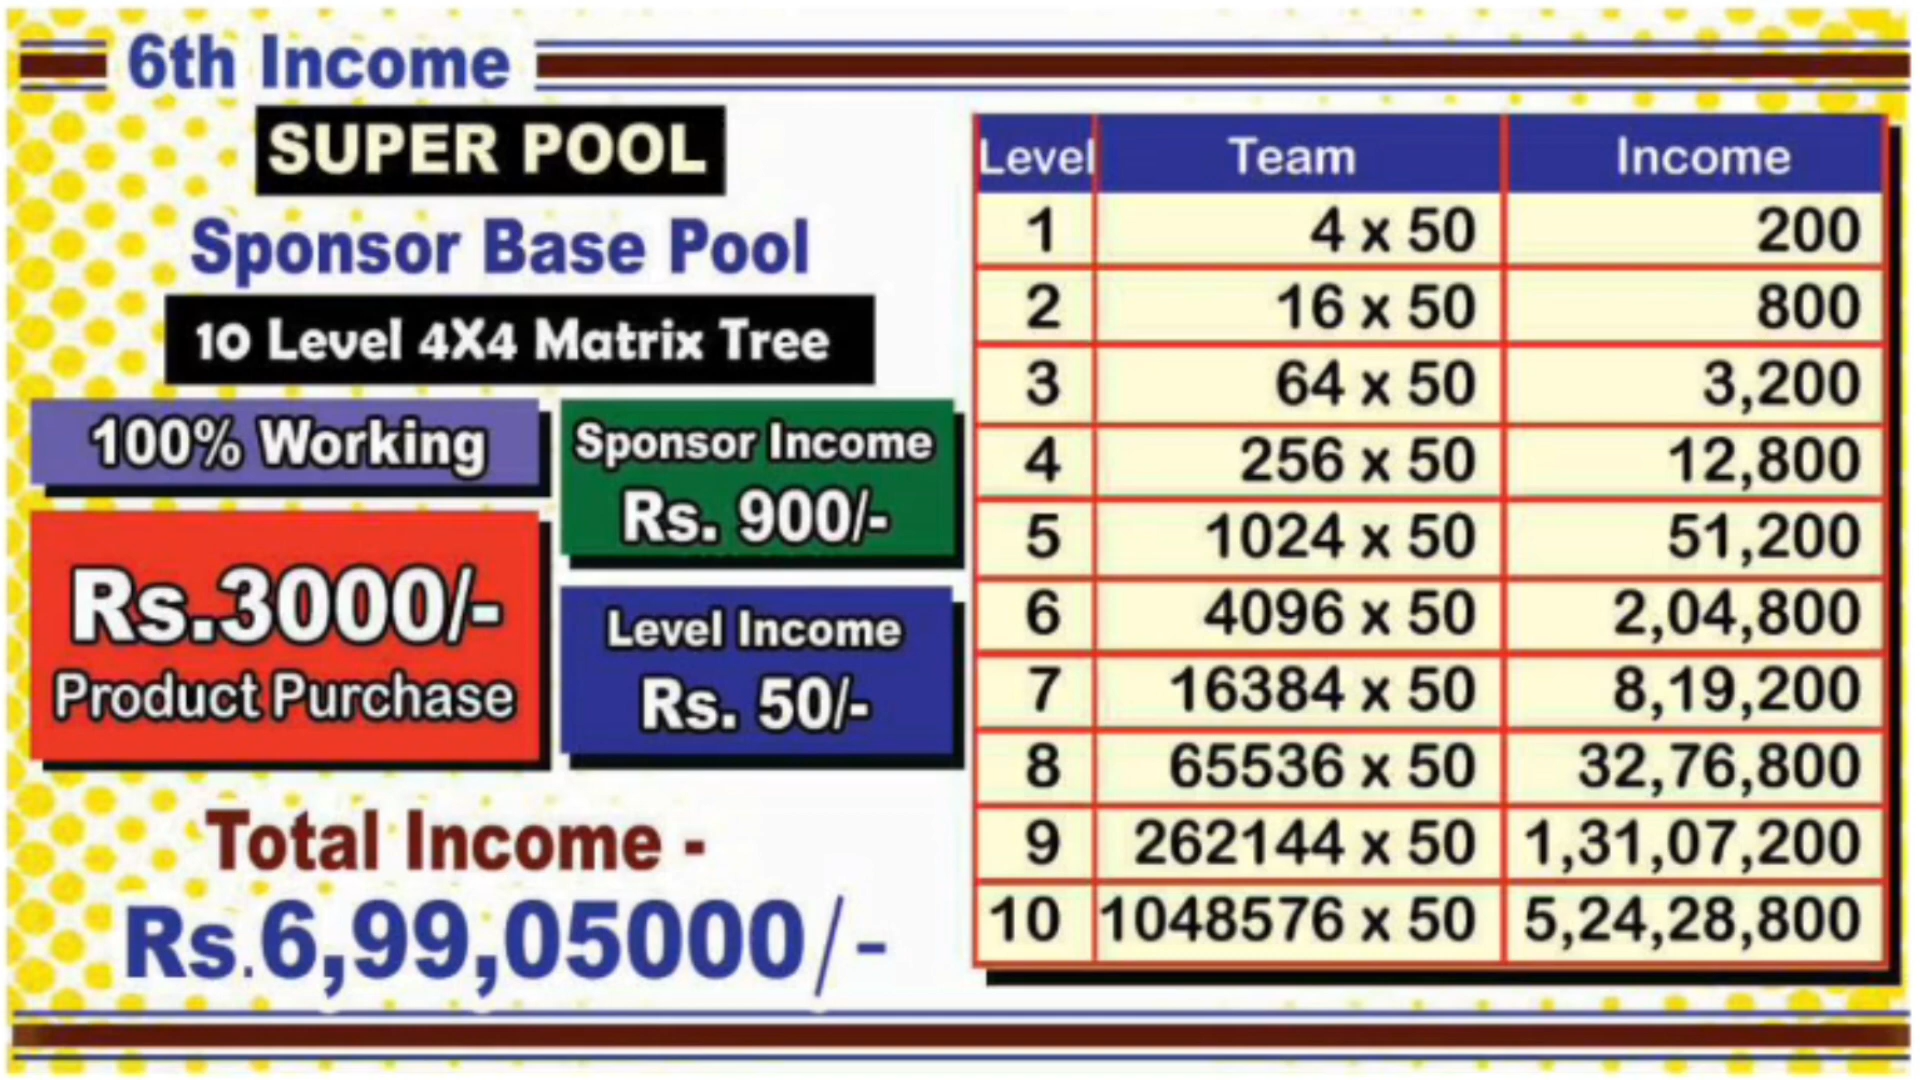 6th Income
SUPER POOL
Sponsor Base Pool
10 Level 4X4 Matrix Tree
100% Working
Rs.3000/-
Product Purchase
Sponsor Income
Rs. 900/-
Level Income
Rs. 50/-
Total Income -
Rs.6,99,05000/-
Level Team Income
1 4 x 50 200
2 16 x 50 800
3 64 x 50 3,200
4 256 x 50 12,800
5 1024 x 50 51,200
6 4096 x 50 2,04,800
7 16384 x 50 8,19,200
8 65536 x 50 32,76,800
9 262144 x 50 1,31,07,200
10 1048576 x 50 5,24,28,800